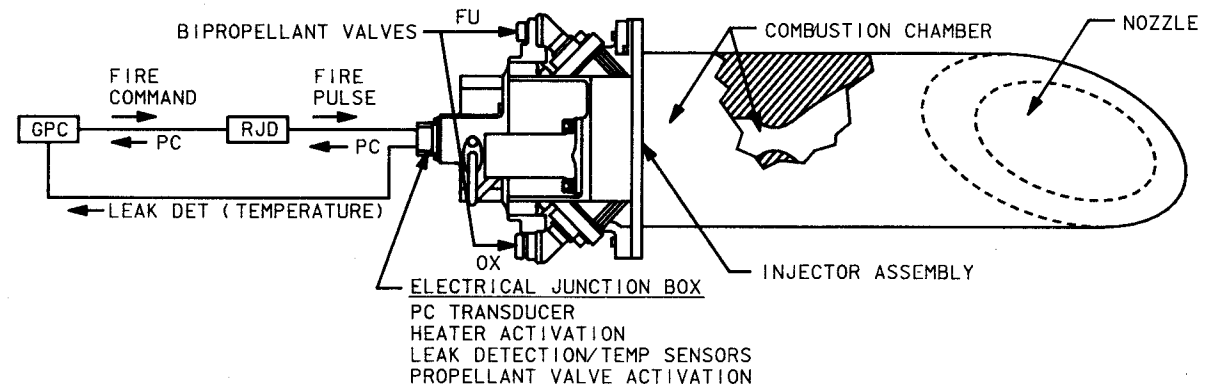 FU
BIPROPELLANT VALVES
COMBUSTION CHAMBER
NOZZLE
FIRE
COMMAND
FIRE
PULSE
GPC
RJD
PC
PC
LEAK DET (TEMPERATURE)
OX
INJECTOR ASSEMBLY
ELECTRICAL JUNCTION BOX
PC TRANSDUCER
HEATER ACTIVATION
LEAK DETECTION/TEMP SENSORS
PROPELLANT VALVE ACTIVATION